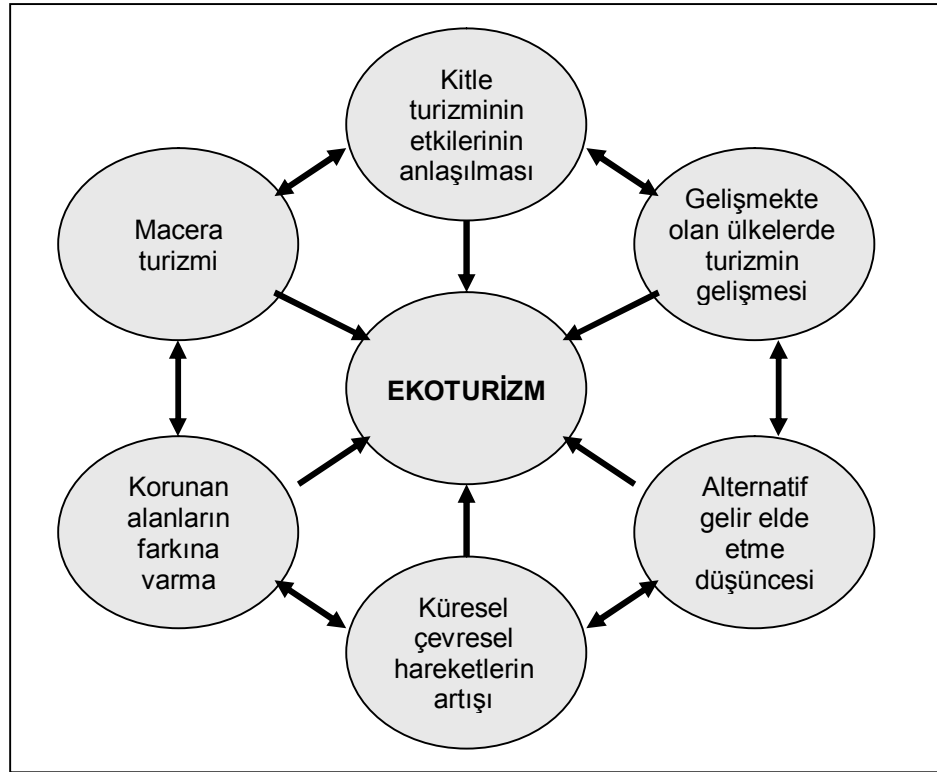 Kitle
turizminin
etkilerinin
anlaşılması
Macera
turizmi
Gelişmekte
olan ülkelerde
turizmin
gelişmesi
EKOTURİZM
Korunan
alanların
farkına
varma
Alternatif
gelir elde
etme
düşüncesi
Küresel
çevresel
hareketlerin
artışı